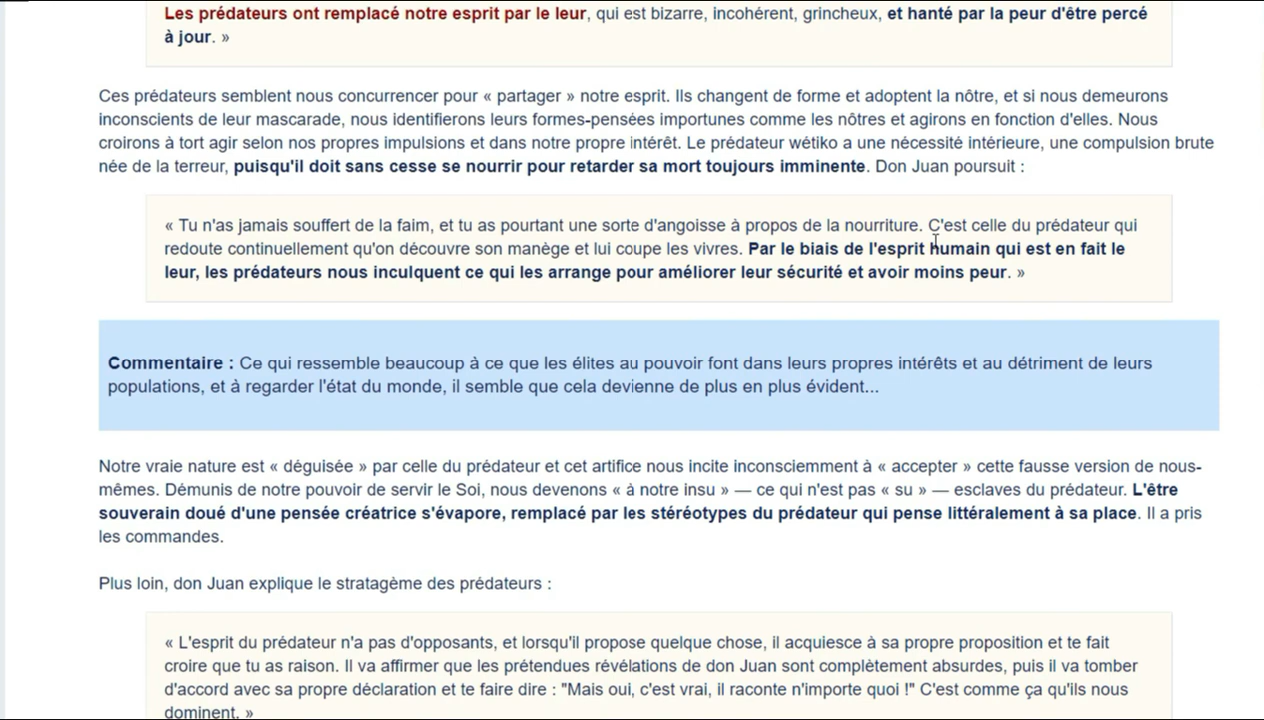 Les prédateurs ont remplacé notre esprit par le leur, qui est bizarre, incohérent, grincheux, et hanté par la peur d'être percé
à jour. »
Ces prédateurs semblent nous concurrencer pour « partager » notre esprit. Ils changent de forme et adoptent la nôtre, et si nous demeurons
inconscients de leur mascarade, nous identifierons leurs formes-pensées importunes comme les nôtres et agirons en fonction d'elles. Nous
croirons à tort agir selon nos propres impulsions et dans notre propre intérêt. Le prédateur wétiko a une nécessité intérieure, une compulsion brute
née de la terreur, puisqu'il doit sans cesse se nourrir pour retarder sa mort toujours imminente. Don Juan poursuit :
« Tu n'as jamais souffert de la faim, et tu as pourtant une sorte d'angoisse à propos de la nourriture. C'est celle du prédateur qui
redoute continuellement qu'on découvre son manège et lui coupe les vivres. Par le biais de l'esprit humain qui est en fait le
leur, les prédateurs nous inculquent ce qui les arrange pour améliorer leur sécurité et avoir moins peur. »
Commentaire : Ce qui ressemble beaucoup à ce que les élites au pouvoir font dans leurs propres intérêts et au détriment de leurs
populations, et à regarder l'état du monde, il semble que cela devienne de plus en plus évident...
Notre vraie nature est « déguisée » par celle du prédateur et cet artifice nous incite inconsciemment à « accepter » cette fausse version de nous-
mêmes. Démunis de notre pouvoir de servir le Soi, nous devenons « à notre insu » — ce qui n'est pas « su » — esclaves du prédateur. L'être
souverain doué d'une pensée créatrice s'évapore, remplacé par les stéréotypes du prédateur qui pense littéralement à sa place. Il a pris
les commandes.
Plus loin, don Juan explique le stratagème des prédateurs :
« L'esprit du prédateur n'a pas d'opposants, et lorsqu'il propose quelque chose, il acquiesce à sa propre proposition et te fait
croire que tu as raison. Il va affirmer que les prétendues révélations de don Juan sont complètement absurdes, puis il va tomber
d'accord avec sa propre déclaration et te faire dire : "Mais oui, c'est vrai, il raconte n'importe quoi !" C'est comme ça qu'ils nous
dominent. »